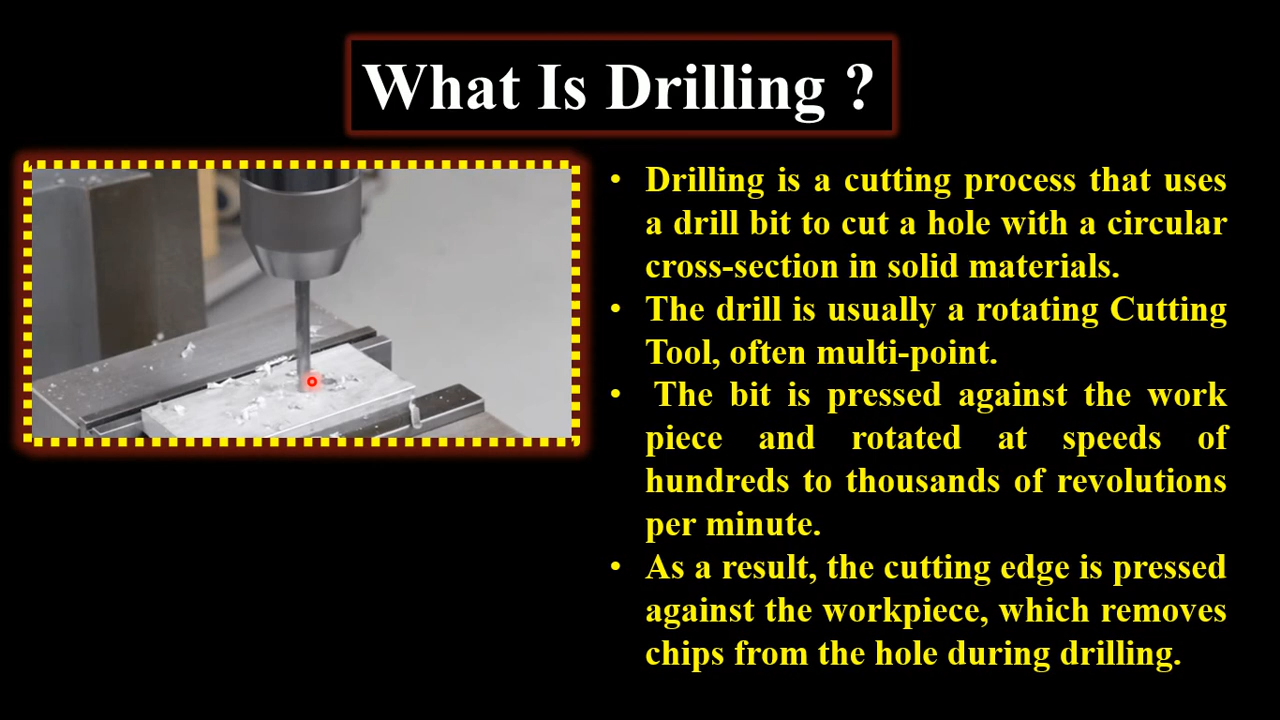 What Is Drilling ?
• Drilling is a cutting process that uses
a drill bit to cut a hole with a circular
cross-section in solid materials.
• The drill is usually a rotating Cutting
Tool, often multi-point.
• The bit is pressed against the work
piece and rotated at speeds of
hundreds to thousands of revolutions
per minute.
• As a result, the cutting edge is pressed
against the workpiece, which removes
chips from the hole during drilling.